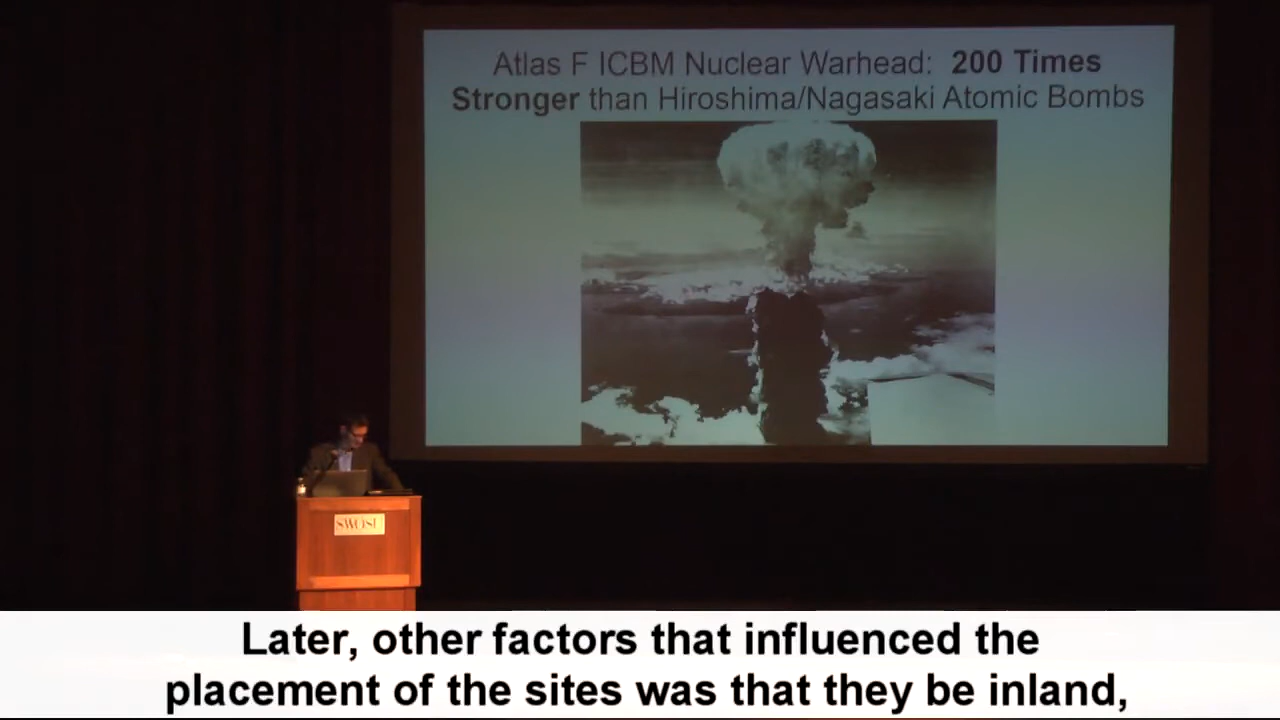 Atlas F ICBM Nuclear Warhead: 200 Times
Stronger than Hiroshima/Nagasaki Atomic Bombs
SWOSU
Later, other factors that influenced the
placement of the sites was that they be inland,